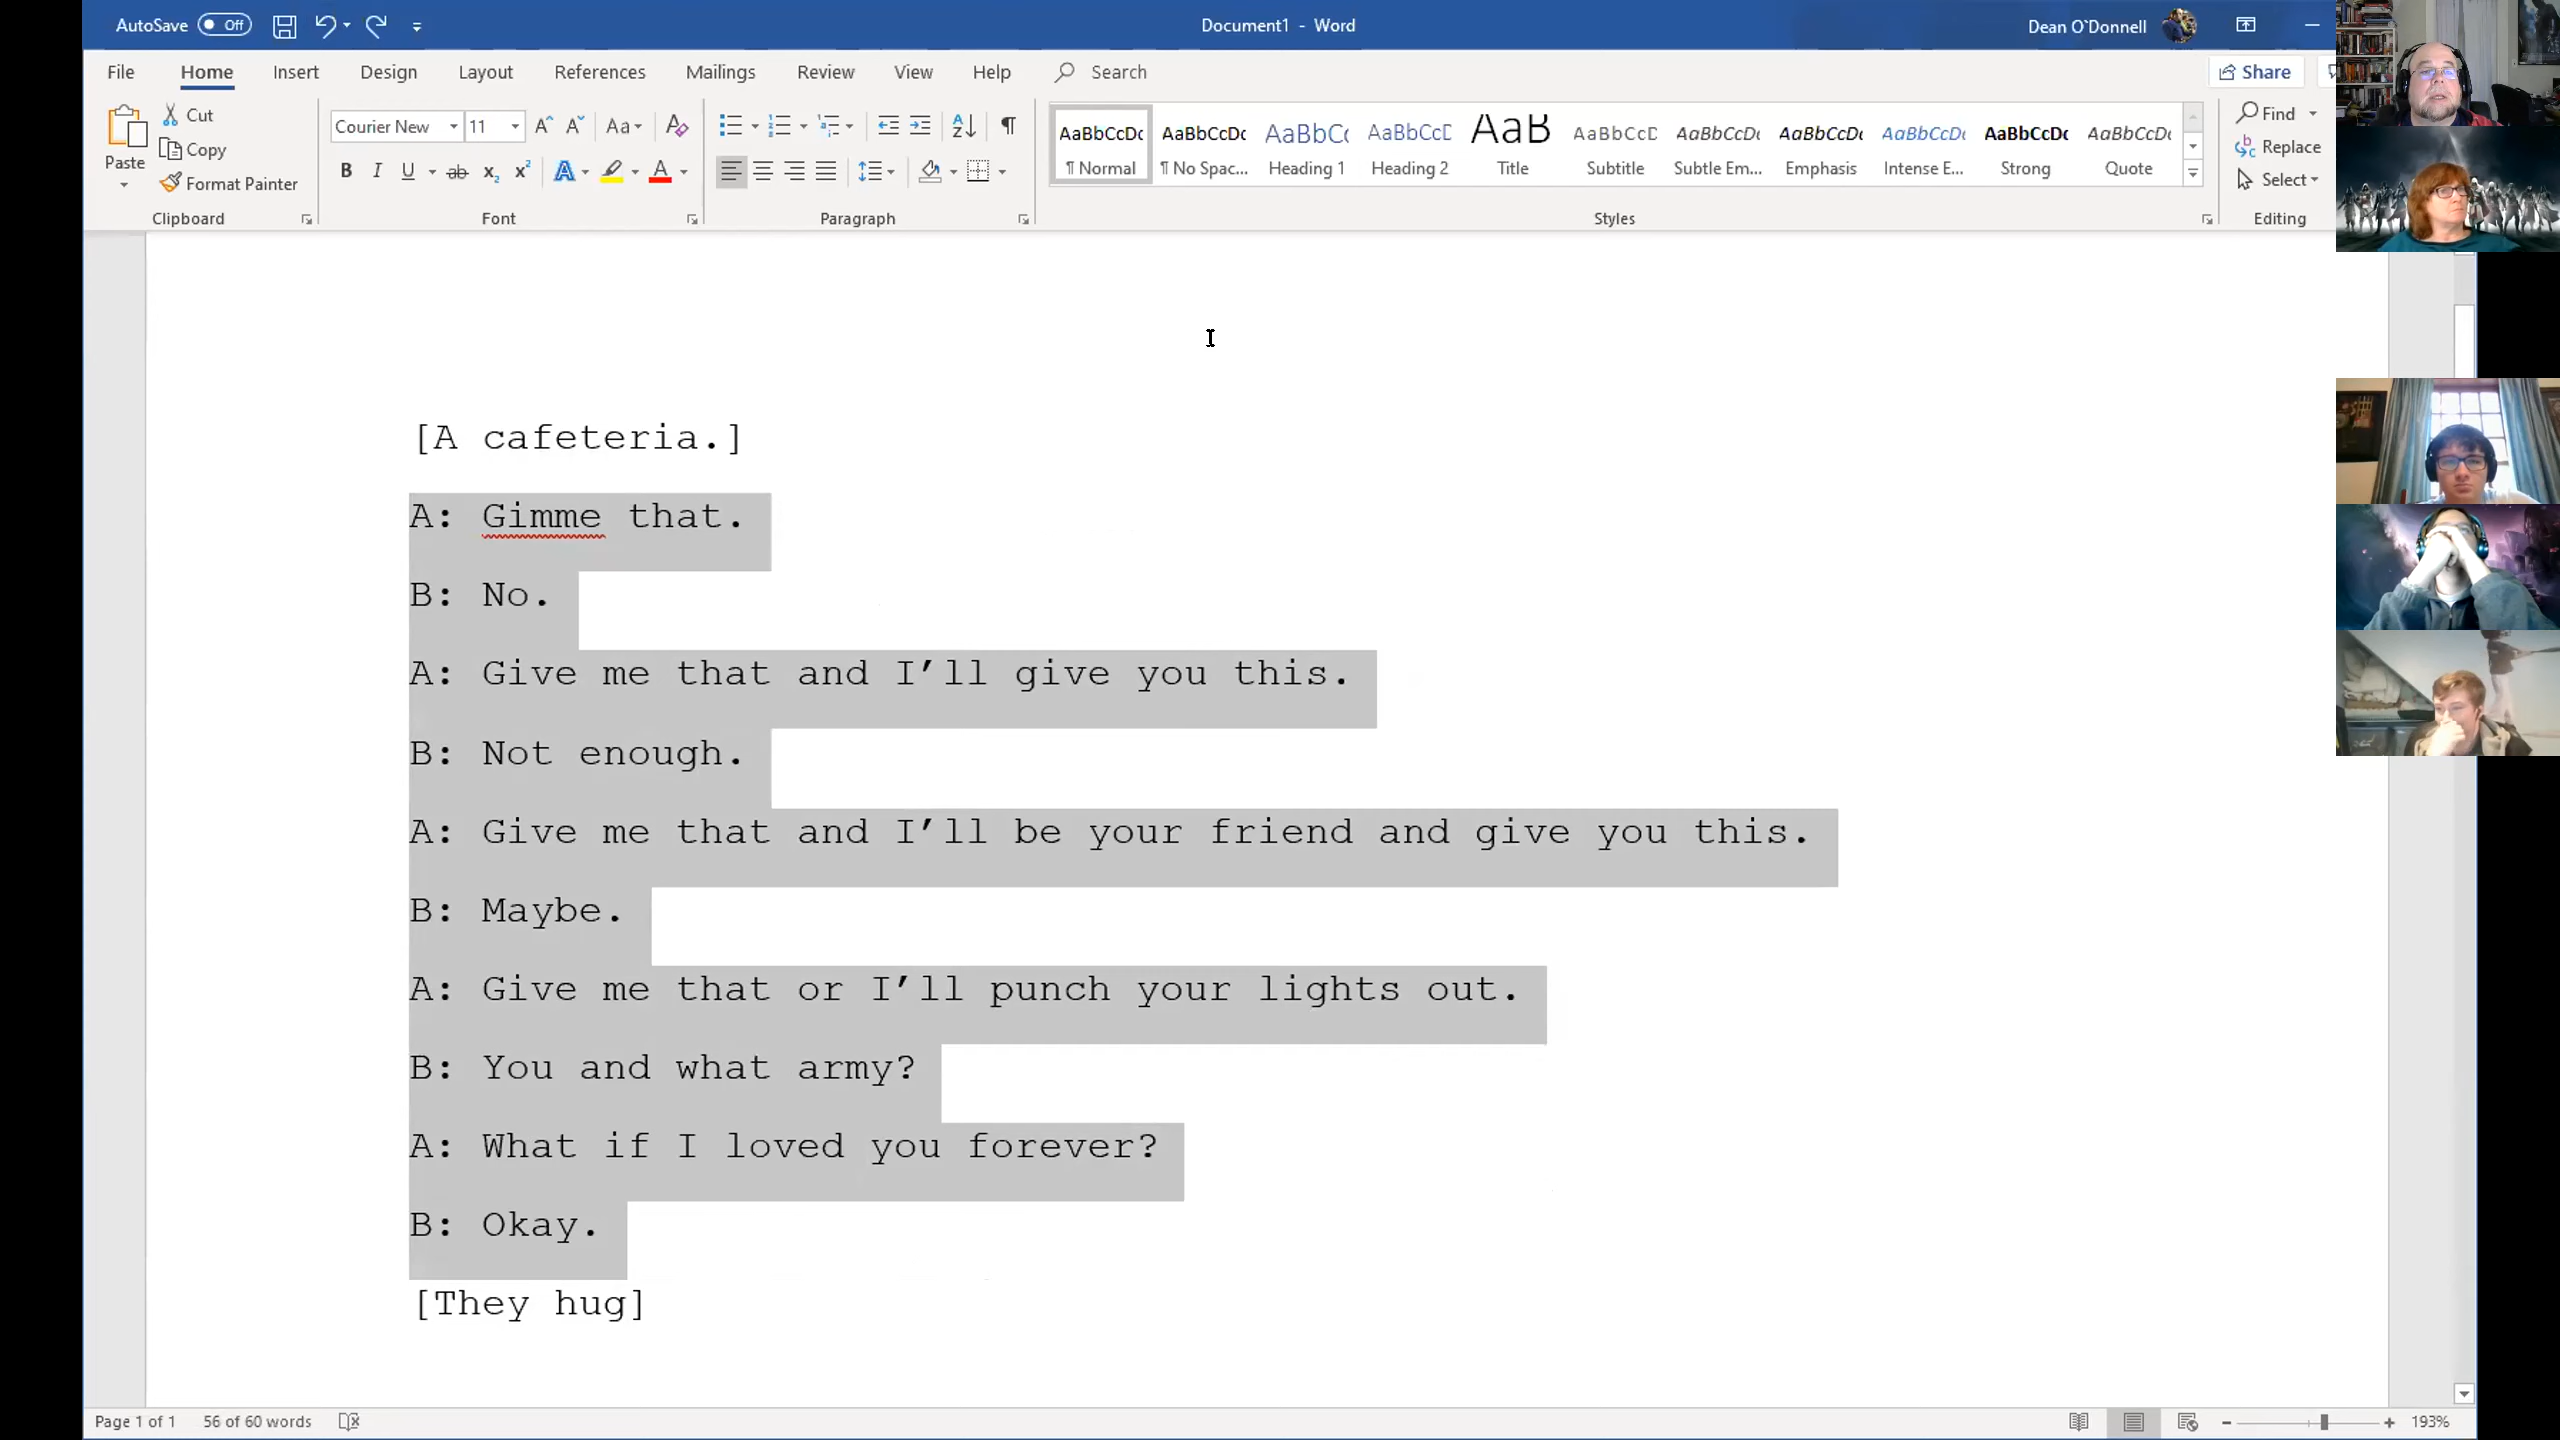 AutoSave Off Document1 - Word Dean O`Donnell
File Home Insert Design Layout References Mailings Review View Help Search Share
Paste Cut Copy Format Painter Clipboard
Courier New 11 Aa Font
Paragraph
AaBbCcDc AaBbCcDc AaBbC( AaBbCcD AaB AaBbCcD AaBbCcDc AaBbCcDc AaBbCcDc AaBbCcDc AaBbCcDc
¶ Normal ¶ No Spac... Heading 1 Heading 2 Title Subtitle Subtle Em... Emphasis Intense E... Strong Quote
Styles
Find Replace Select Editing
[A cafeteria.]
A: Gimme that.
B: No.
A: Give me that and I’ll give you this.
B: Not enough.
A: Give me that and I’ll be your friend and give you this.
B: Maybe.
A: Give me that or I’ll punch your lights out.
B: You and what army?
A: What if I loved you forever?
B: Okay.
[They hug]
Page 1 of 1 56 of 60 words 193%